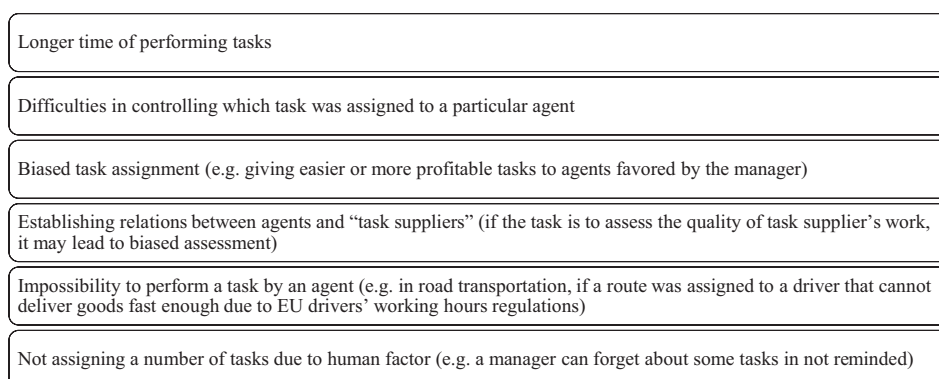 Longer time of performing tasks
Difficulties in controlling which task was assigned to a particular agent
Biased task assignment (e.g. giving easier or more profitable tasks to agents favored by the manager)
Establishing relations between agents and “task suppliers” (if the task is to assess the quality of task supplier’s work,
it may lead to biased assessment)
Impossibility to perform a task by an agent (e.g. in road transportation, if a route was assigned to a driver that cannot
deliver goods fast enough due to EU drivers’ working hours regulations)
Not assigning a number of tasks due to human factor (e.g. a manager can forget about some tasks in not reminded)